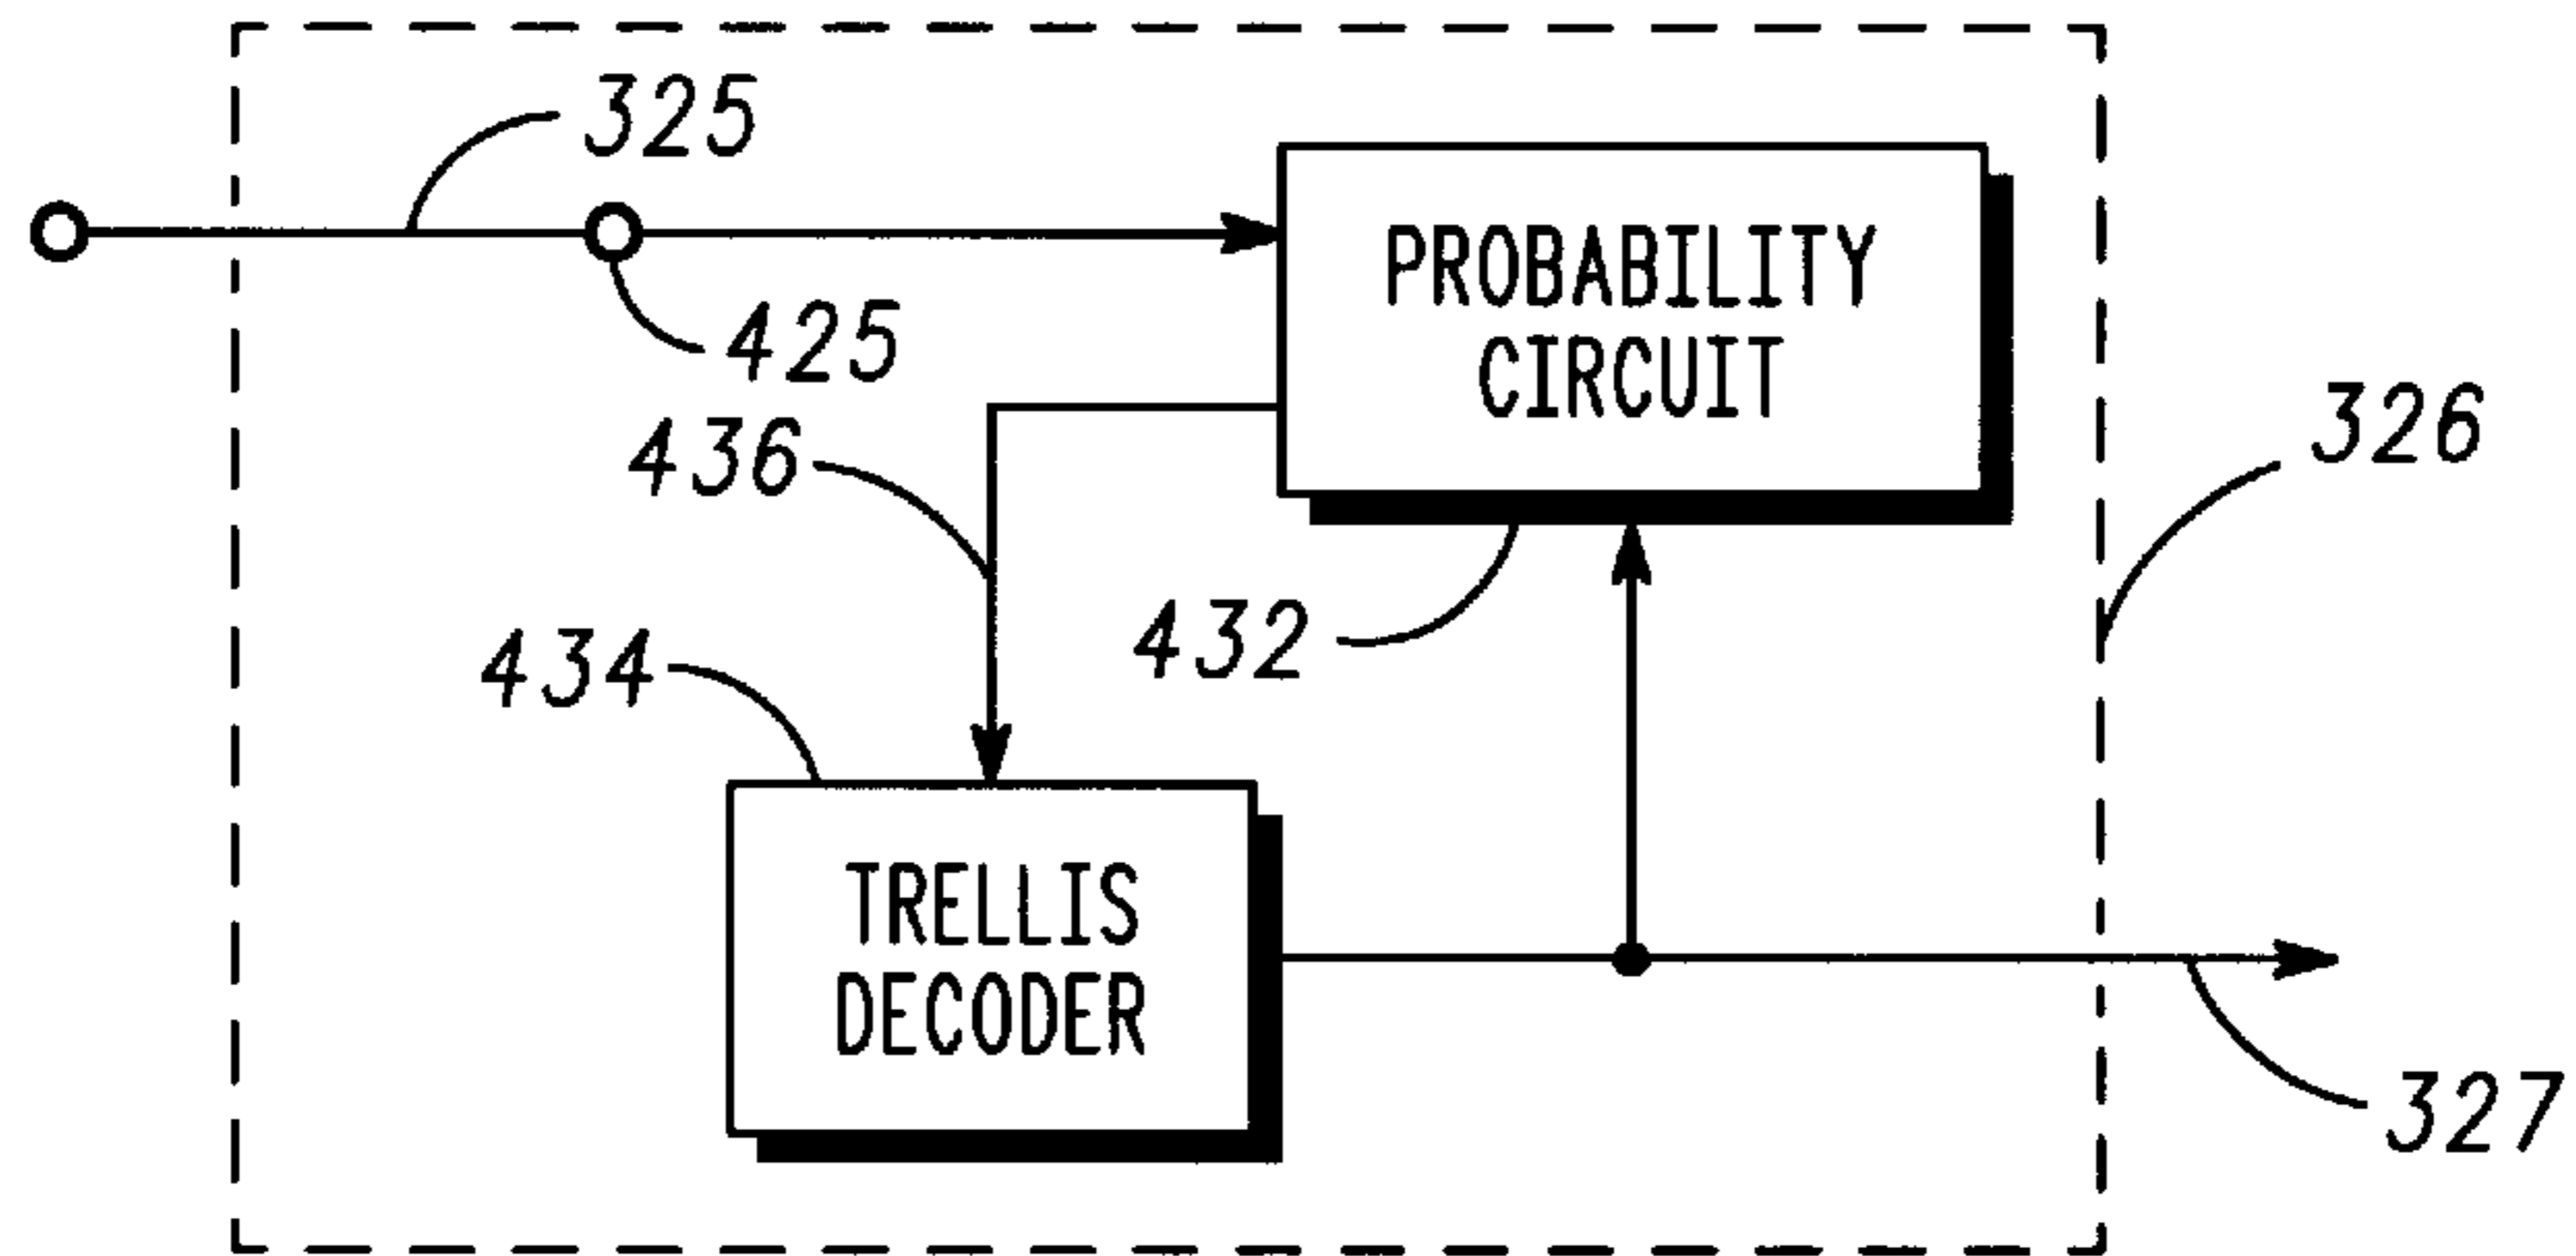 325
PROBABILITY
CIRCUIT
425
326
436
432
434
TRELLIS
DECODER
327